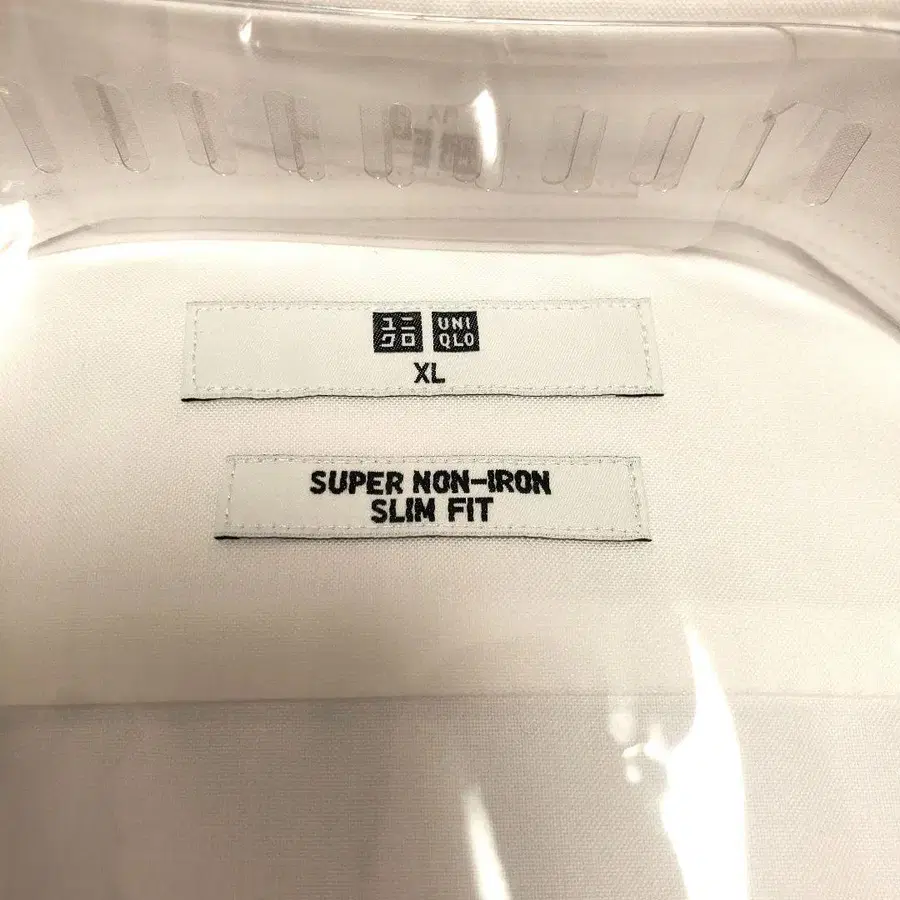 ユニ UNI
クロ QLO
XL
SUPER NON-IRON
SLIM FIT